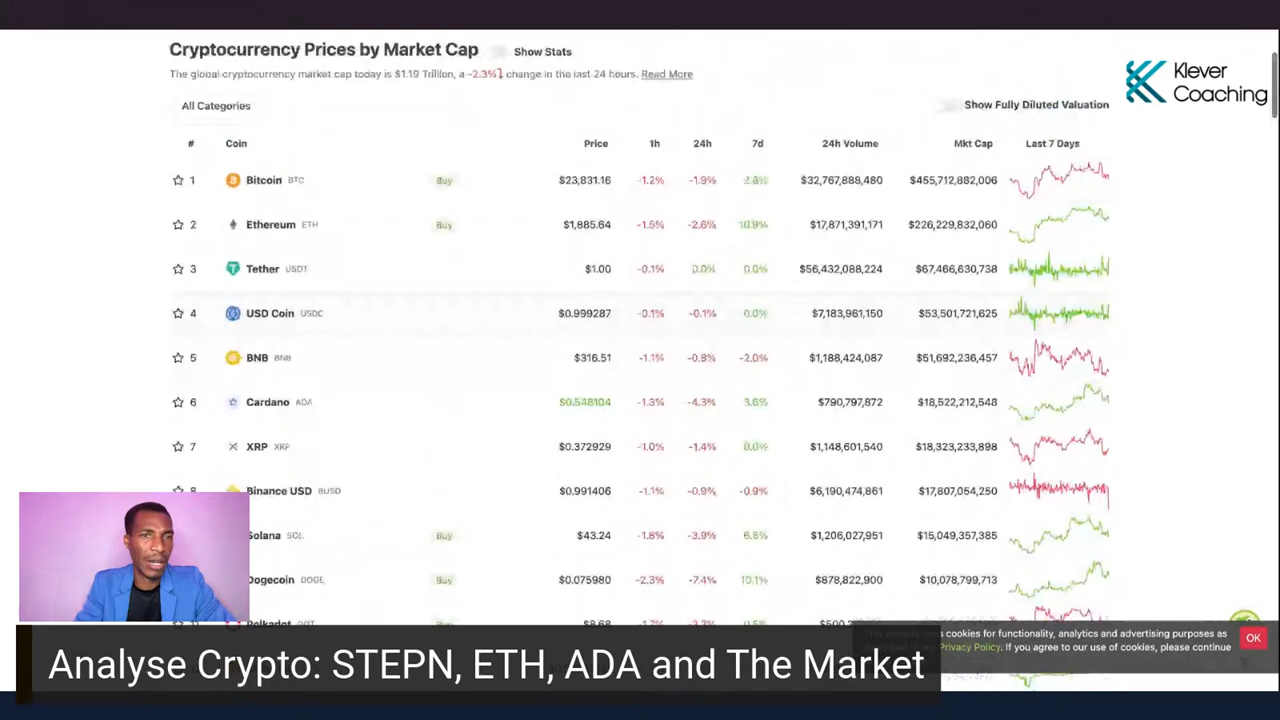 Cryptocurrency Prices by Market Cap Show Stats
The global cryptocurrency market cap today is $1.19 Trillion, a -2.3% change in the last 24 hours. Read More
Klever
Coaching
All Categories Show Fully Diluted Valuation
# Coin Price 1h 24h 7d 24h Volume Mkt Cap Last 7 Days
1 Bitcoin BTC Buy $23,831.16 -1.2% -1.9% 2.6% $32,767,888,480 $455,712,882,006
2 Ethereum ETH Buy $1,885.64 -1.5% -2.6% 10.9% $17,871,391,171 $226,229,832,060
3 Tether USDT $1.00 -0.1% 0.0% 0.0% $56,432,088,224 $67,466,630,738
4 USD Coin USDC $0.999287 -0.1% -0.1% 0.0% $7,183,961,150 $53,501,721,625
5 BNB BNB $316.51 -1.1% -0.8% -2.0% $1,188,424,087 $51,692,236,457
6 Cardano ADA $0.548104 -1.3% -4.3% 3.6% $790,797,872 $18,522,212,548
7 XRP XRP $0.372929 -1.0% -1.4% 0.0% $1,148,601,540 $18,323,233,898
8 Binance USD BUSD $0.991406 -1.1% -0.9% -0.9% $6,190,474,861 $17,807,054,250
Solana SOL Buy $43.24 -1.8% -3.9% 6.6% $1,206,027,951 $15,049,357,385
Dogecoin DOGE Buy $0.075980 -2.3% -7.4% 10.1% $878,822,900 $10,078,799,713
Polkadot DOT $8.68
cookies for functionality, analytics and advertising purposes as
Privacy Policy. If you agree to our use of cookies, please continue
OK
Analyse Crypto: STEPN, ETH, ADA and The Market